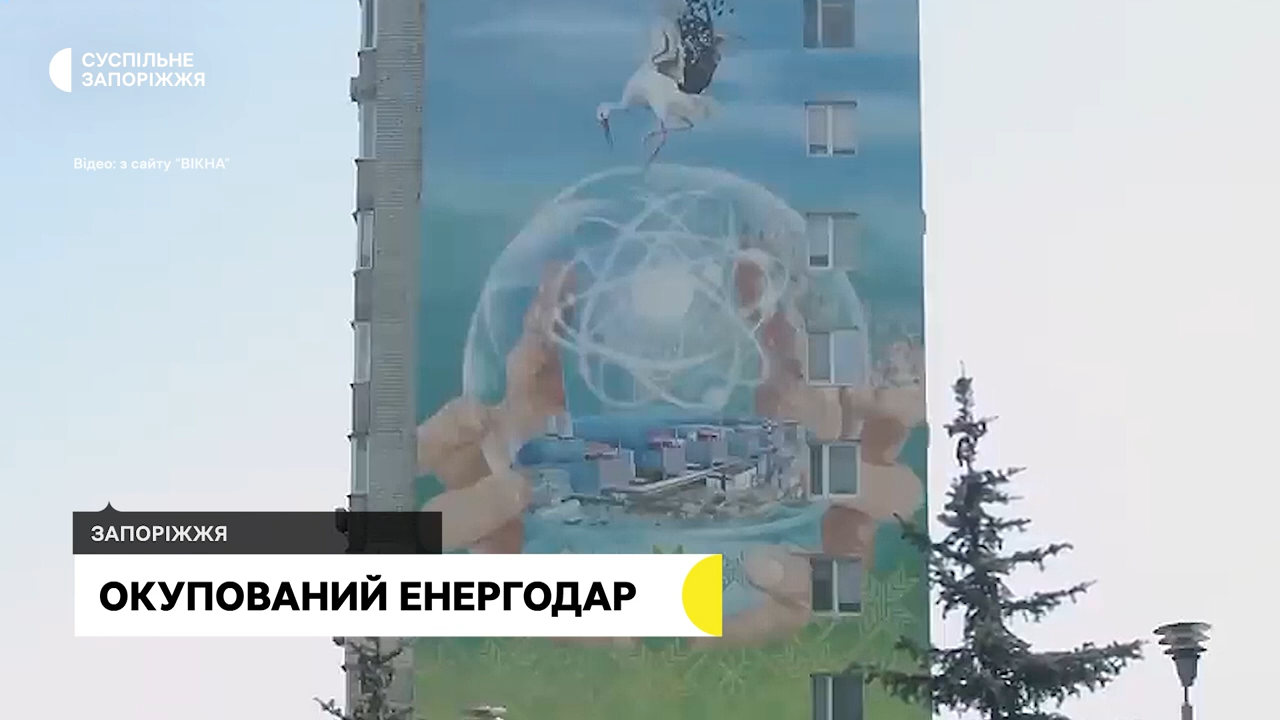 СУСПІЛЬНЕ
ЗАПОРІЖЖЯ
Відео: з сайту "ВІКНА"
ЗАПОРІЖЖЯ
ОКУПОВАНИЙ ЕНЕРГОДАР